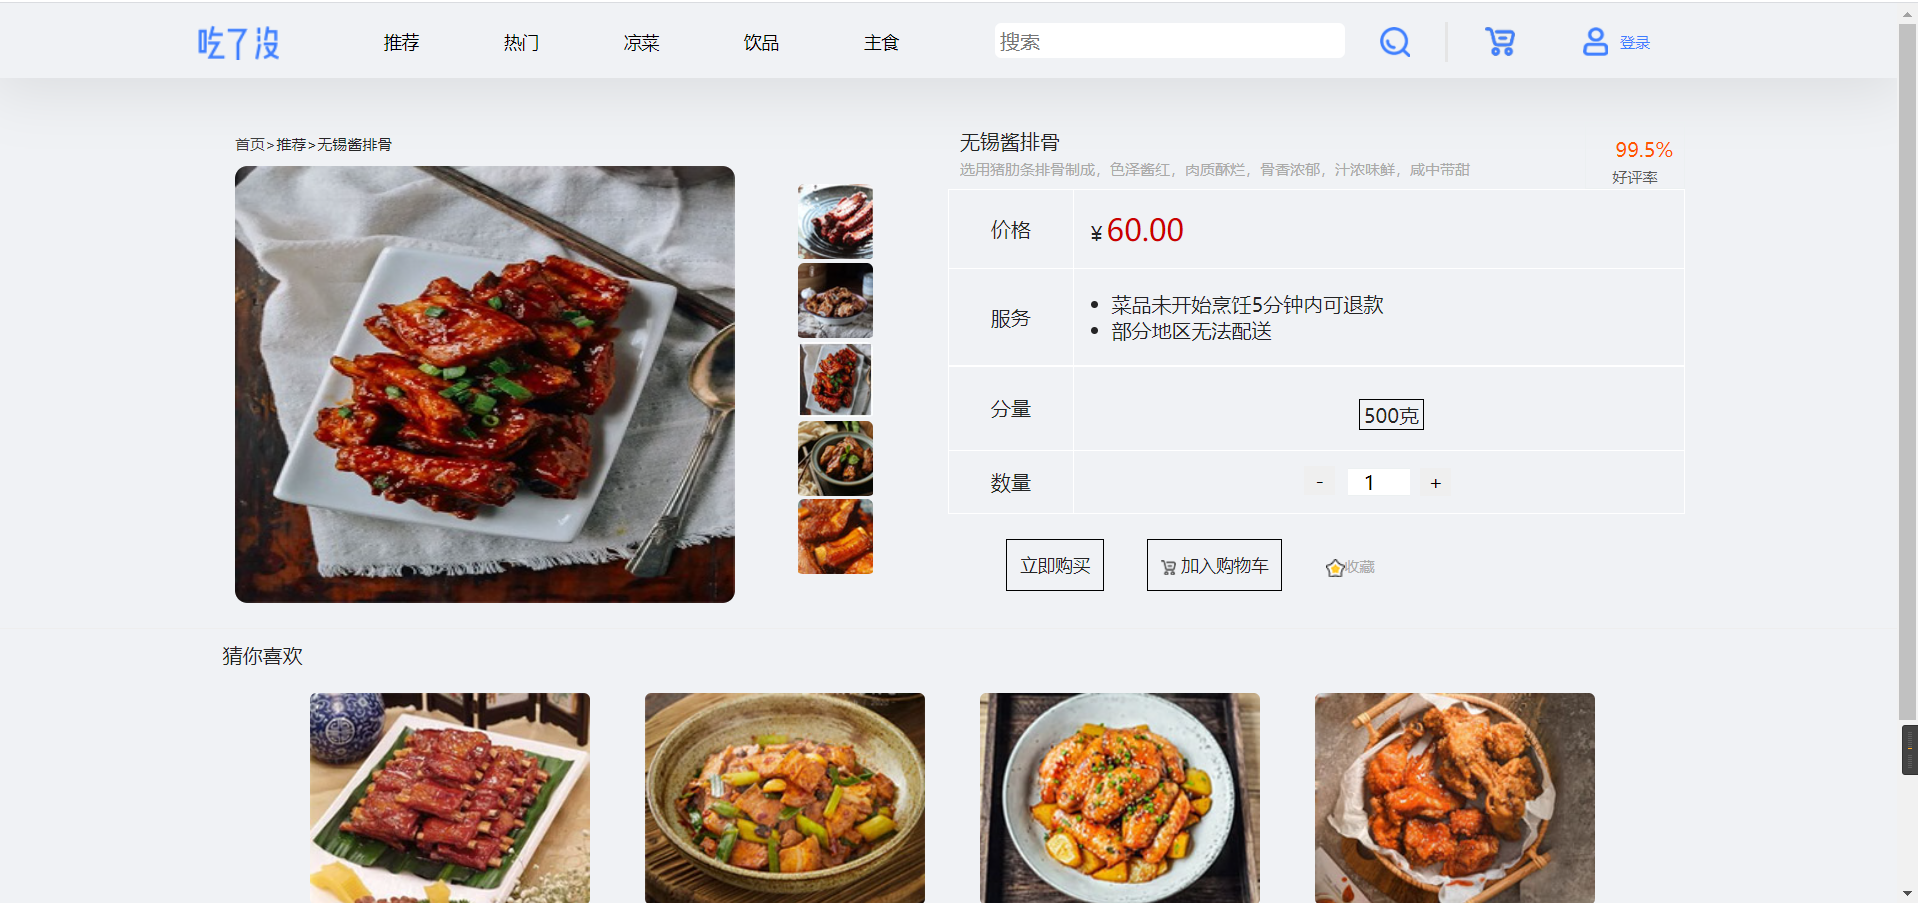 吃了没
推荐
热门
凉菜
饮品
主食
搜索
登录
首页>推荐>无锡酱排骨
无锡酱排骨
选用猪肋条排骨制成，色泽酱红，肉质酥烂，骨香浓郁，汁浓味鲜，咸中带甜
99.5%
好评率
价格
¥ 60.00
服务
• 菜品未开始烹饪5分钟内可退款
• 部分地区无法配送
分量
500克
数量
- 1 +
立即购买
加入购物车
收藏
猜你喜欢